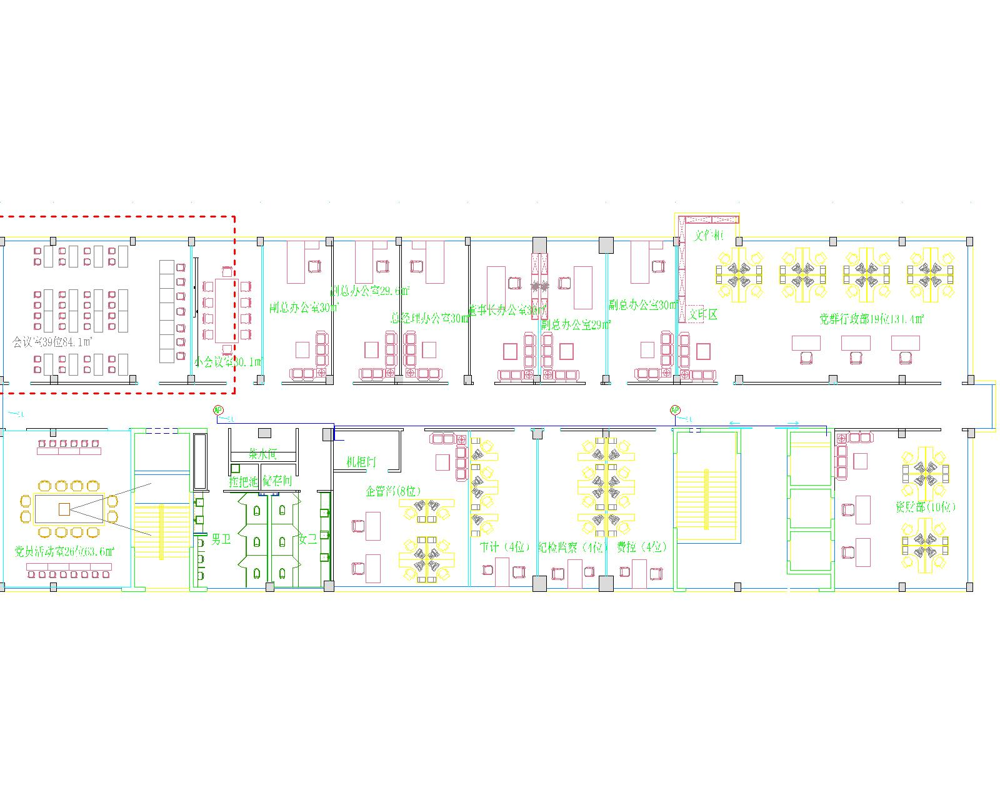 文件柜
副总办公室29.6㎡
副总办公室30㎡
总经理办公室30㎡
董事长办公室30㎡
副总办公室29㎡
副总办公室30㎡
文印区
党群行政部19位131.4㎡
会议室39位84.1㎡
小会议室30.1㎡
AP
AP
茶水间
机柜间
拖把池
储存间
企管部(8位)
资财部(10位)
男卫
女卫
党员活动室26位63.6㎡
审计（4位）
纪检监察（4位）
费控（4位）